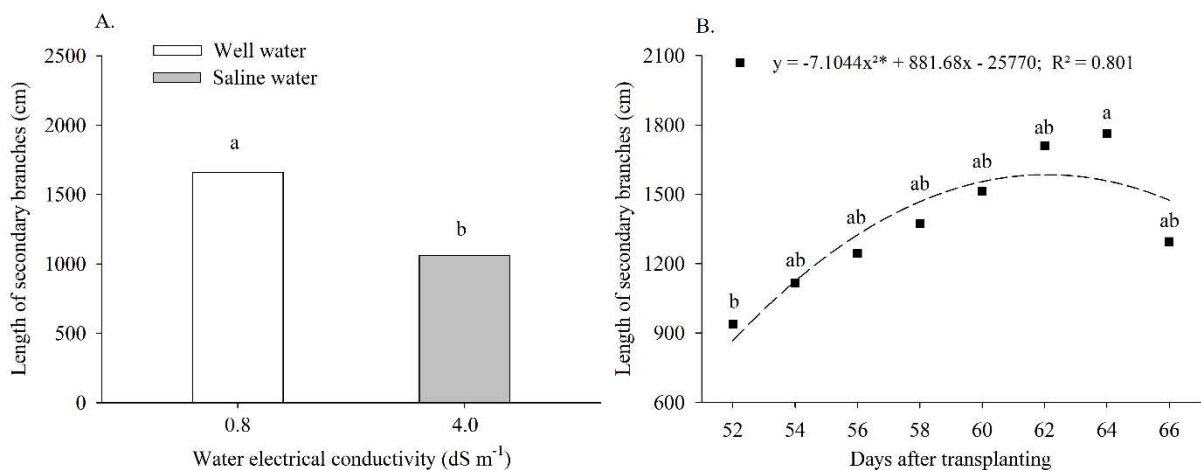 A.
Well water
Saline water
2500
2000
1500
1000
500
0
a
b
0.8
4.0
Length of secondary branches (cm)
Water electrical conductivity (dS m⁻¹)
B.
y = -7.1044x²* + 881.68x - 25770; R² = 0.801
2100
1800
1500
1200
900
600
b
ab
ab
ab
ab
ab
a
ab
52
54
56
58
60
62
64
66
Length of secondary branches (cm)
Days after transplanting